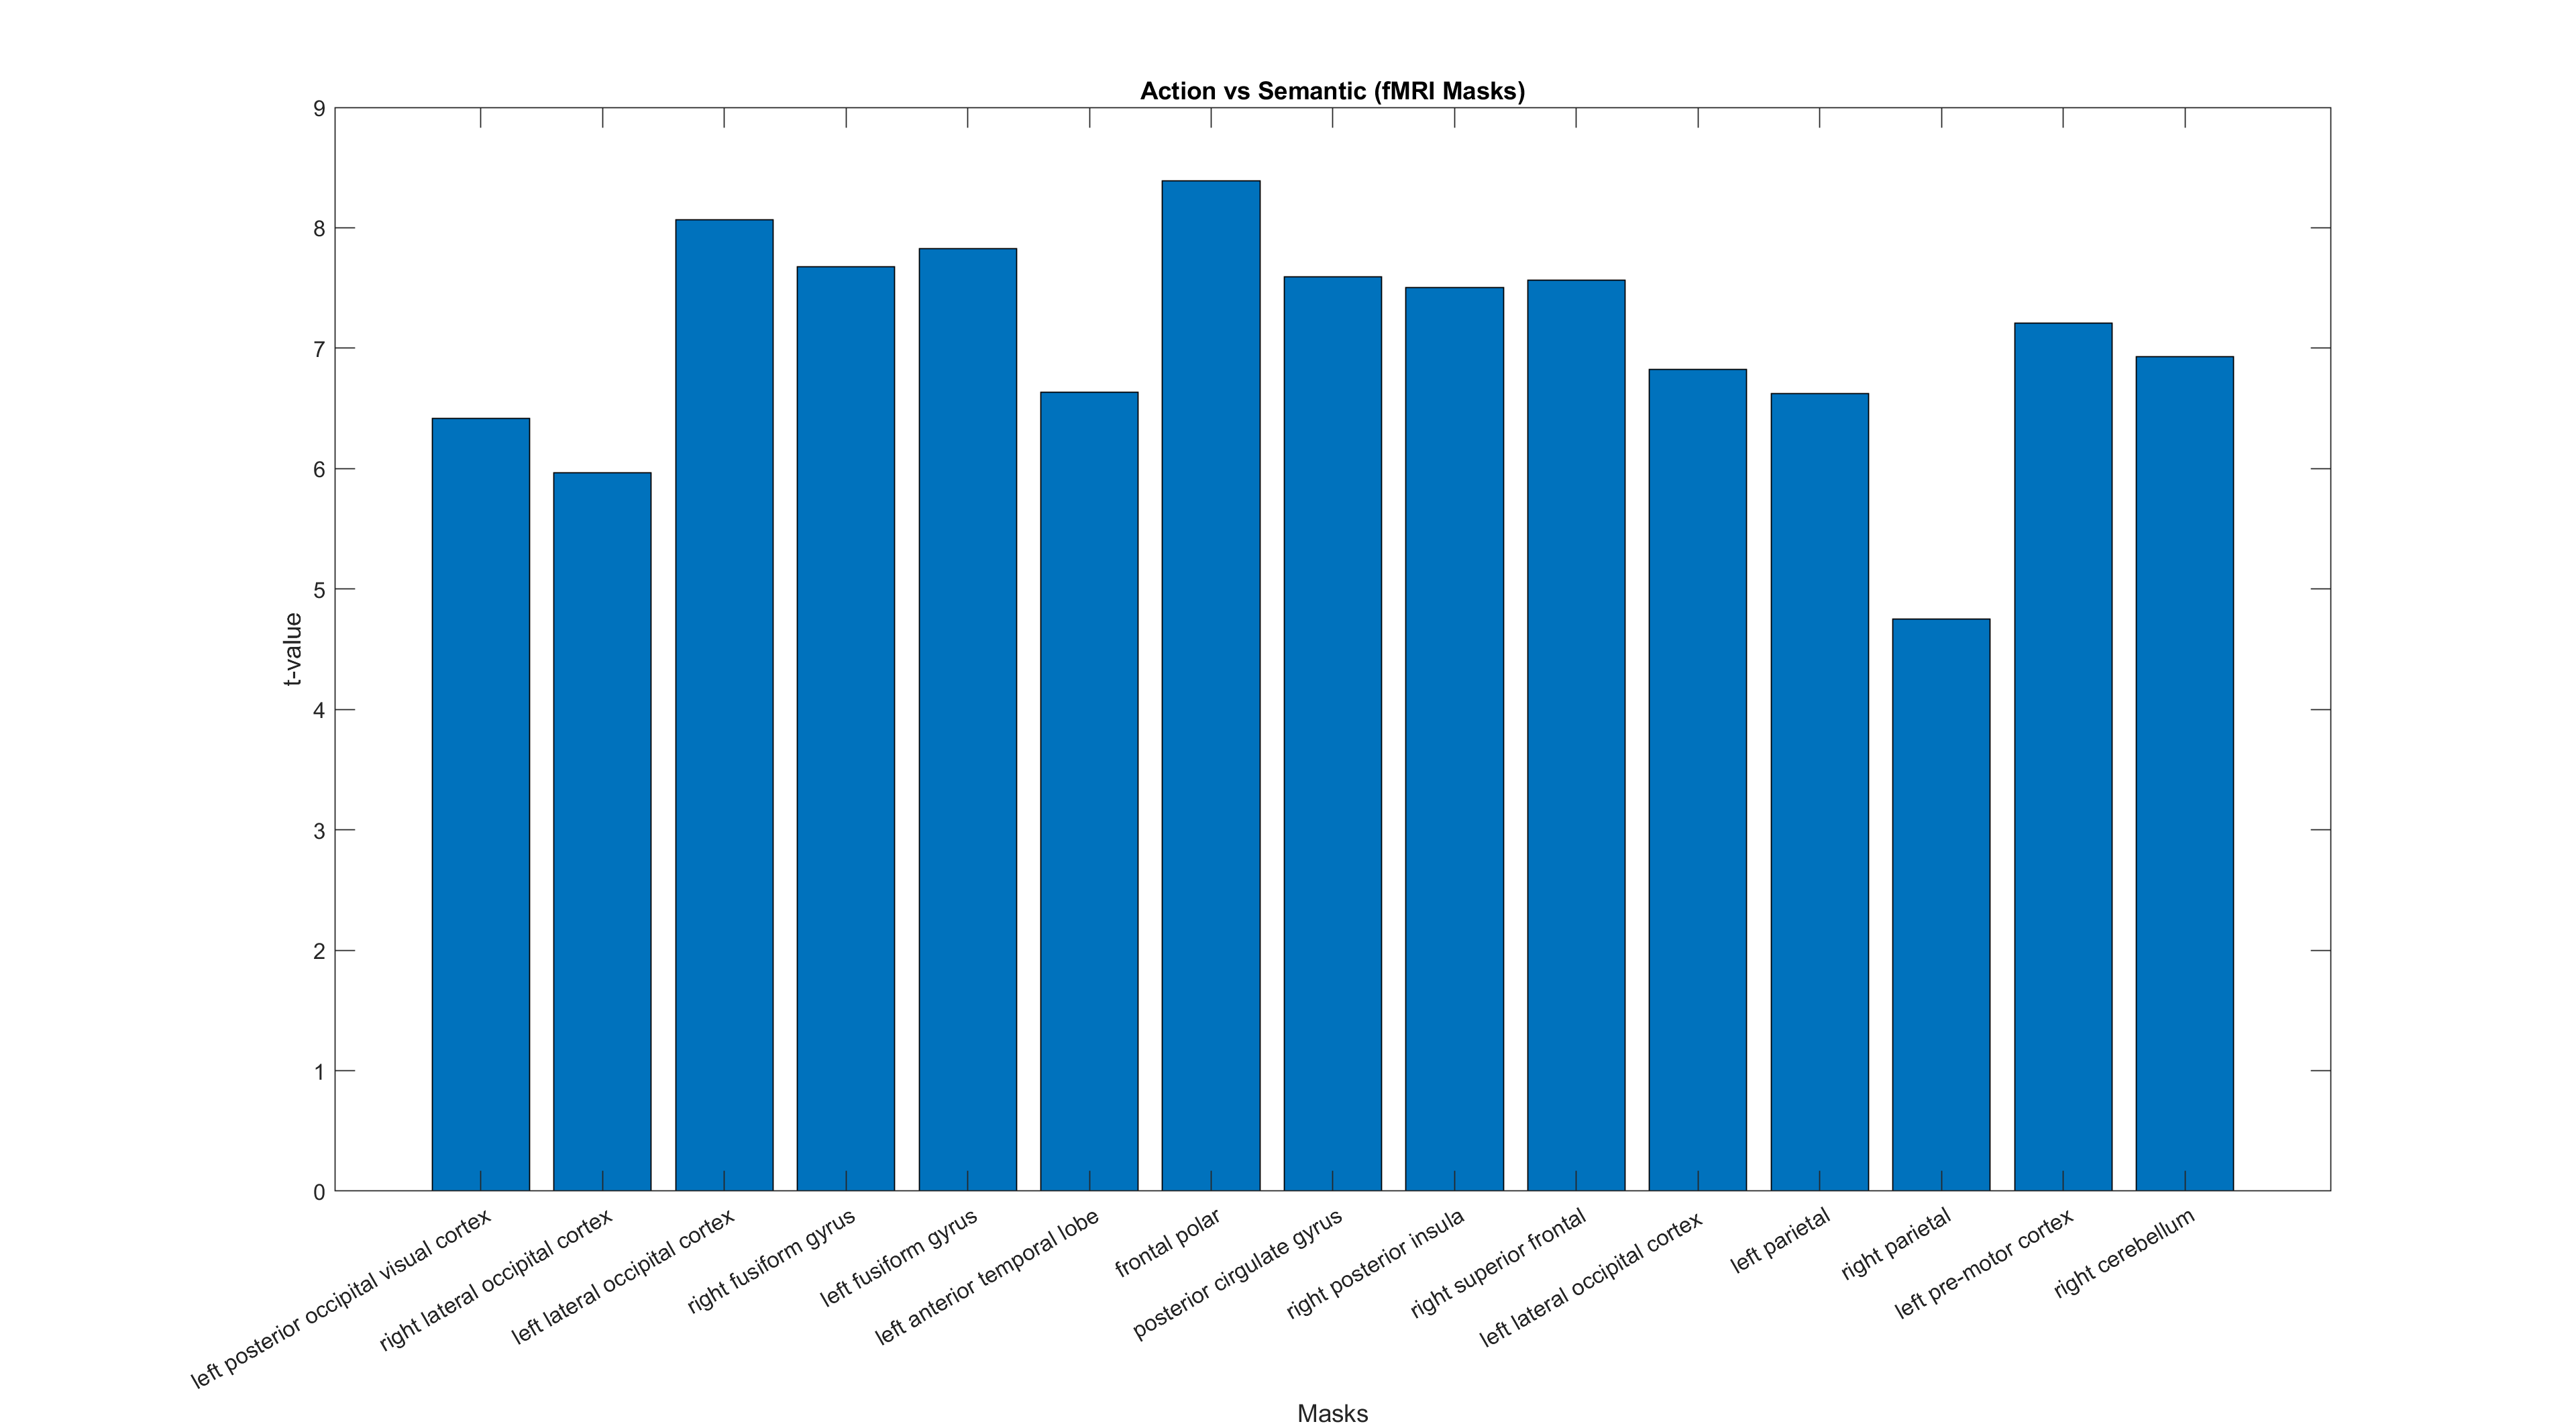 Action vs Semantic (fMRI Masks)
9
8
7
6
5
4
3
2
1
0
t-value
left posterior occipital visual cortex
right lateral occipital cortex
left lateral occipital cortex
right fusiform gyrus
left fusiform gyrus
left anterior temporal lobe
frontal polar
posterior cirgulate gyrus
right posterior insula
right superior frontal
left lateral occipital cortex
left parietal
right parietal
left pre-motor cortex
right cerebellum
Masks